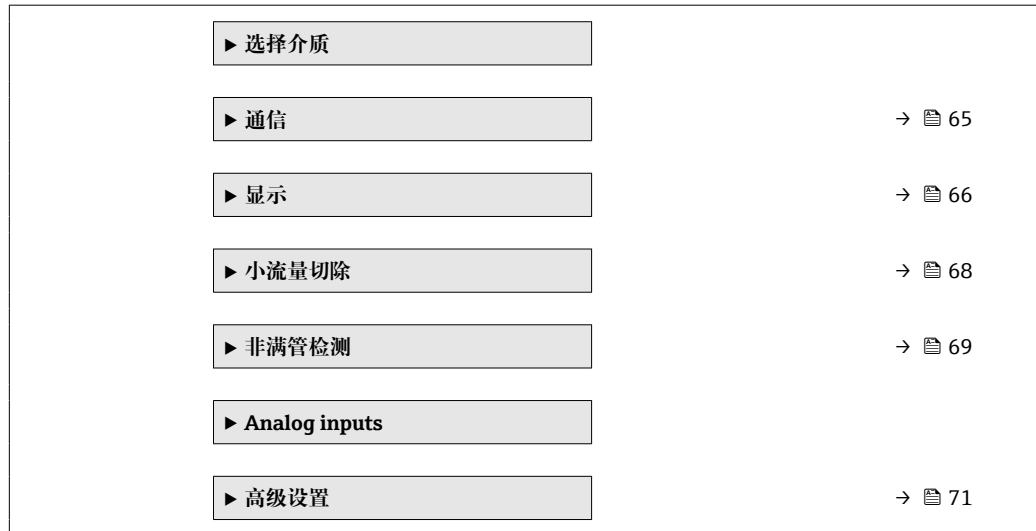 ▶ 选择介质
▶ 通信 → 65
▶ 显示 → 66
▶ 小流量切除 → 68
▶ 非满管检测 → 69
▶ Analog inputs
▶ 高级设置 → 71